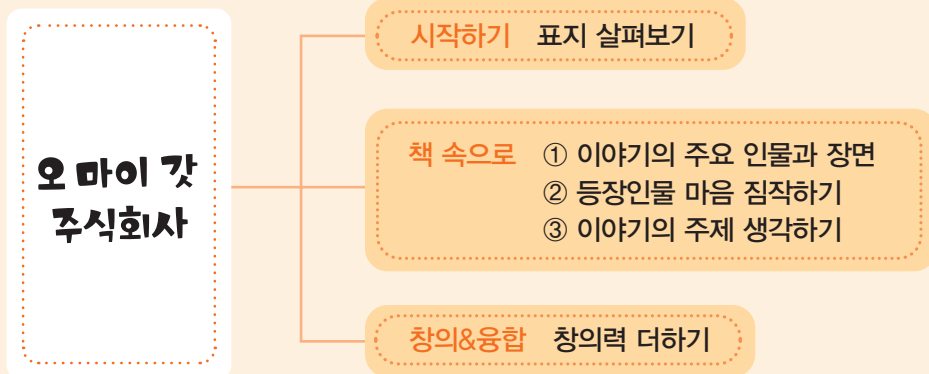 오 마이 갓
주식회사
시작하기 표지 살펴보기
책 속으로 ① 이야기의 주요 인물과 장면
② 등장인물 마음 짐작하기
③ 이야기의 주제 생각하기
창의&융합 창의력 더하기